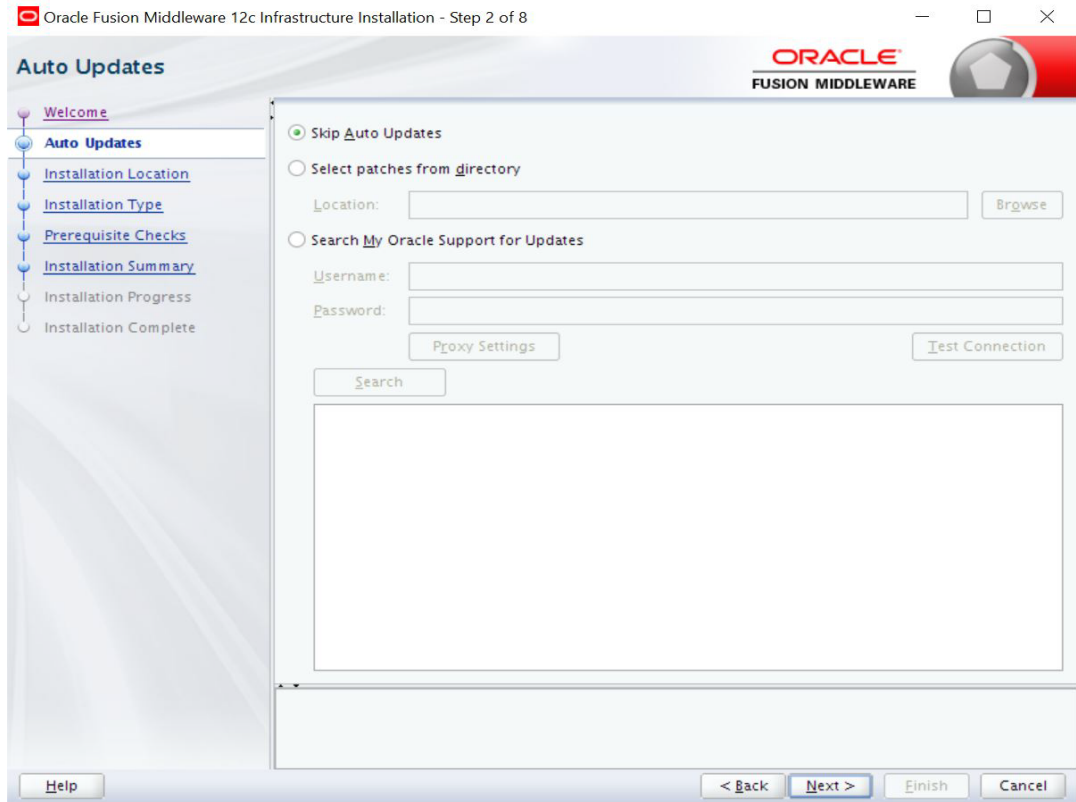 Oracle Fusion Middleware 12c Infrastructure Installation - Step 2 of 8
Auto Updates
ORACLE
FUSION MIDDLEWARE
Welcome
Auto Updates
Installation Location
Installation Type
Prerequisite Checks
Installation Summary
Installation Progress
Installation Complete
Skip Auto Updates
Select patches from directory
Location:
Browse
Search My Oracle Support for Updates
Username:
Password:
Proxy Settings
Test Connection
Search
Help
< Back
Next >
Finish
Cancel